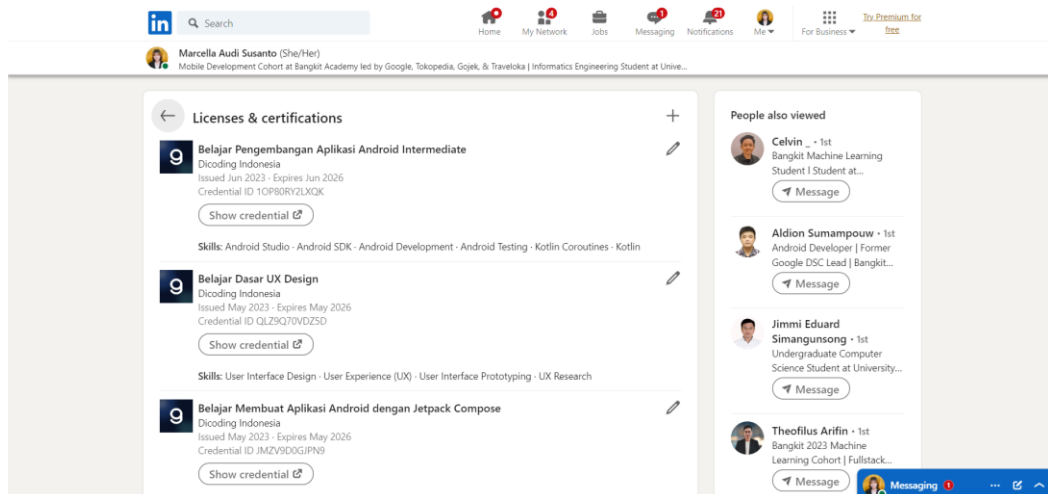 in
Search
4
1
21
Home
My Network
Jobs
Messaging
Notifications
Me
For Business
Try Premium for
free
Marcella Audi Susanto (She/Her)
Mobile Development Cohort at Bangkit Academy led by Google, Tokopedia, Gojek, & Traveloka | Informatics Engineering Student at Unive...
Licenses & certifications
9
Belajar Pengembangan Aplikasi Android Intermediate
Dicoding Indonesia
Issued Jun 2023 · Expires Jun 2026
Credential ID 1OP80RY2LXQK
Show credential
Skills: Android Studio · Android SDK · Android Development · Android Testing · Kotlin Coroutines · Kotlin
9
Belajar Dasar UX Design
Dicoding Indonesia
Issued May 2023 · Expires May 2026
Credential ID QLZ9Q70VDZ5D
Show credential
Skills: User Interface Design · User Experience (UX) · User Interface Prototyping · UX Research
9
Belajar Membuat Aplikasi Android dengan Jetpack Compose
Dicoding Indonesia
Issued May 2023 · Expires May 2026
Credential ID JMZV9D0GJPN9
Show credential
People also viewed
Celvin _ · 1st
Bangkit Machine Learning
Student l Student at...
Message
Aldion Sumampouw · 1st
Android Developer | Former
Google DSC Lead | Bangkit...
Message
Jimmi Eduard
Simangunsong · 1st
Undergraduate Computer
Science Student at University...
Message
Theofilus Arifin · 1st
Bangkit 2023 Machine
Learning Cohort | Fullstack...
Message
Messaging 1